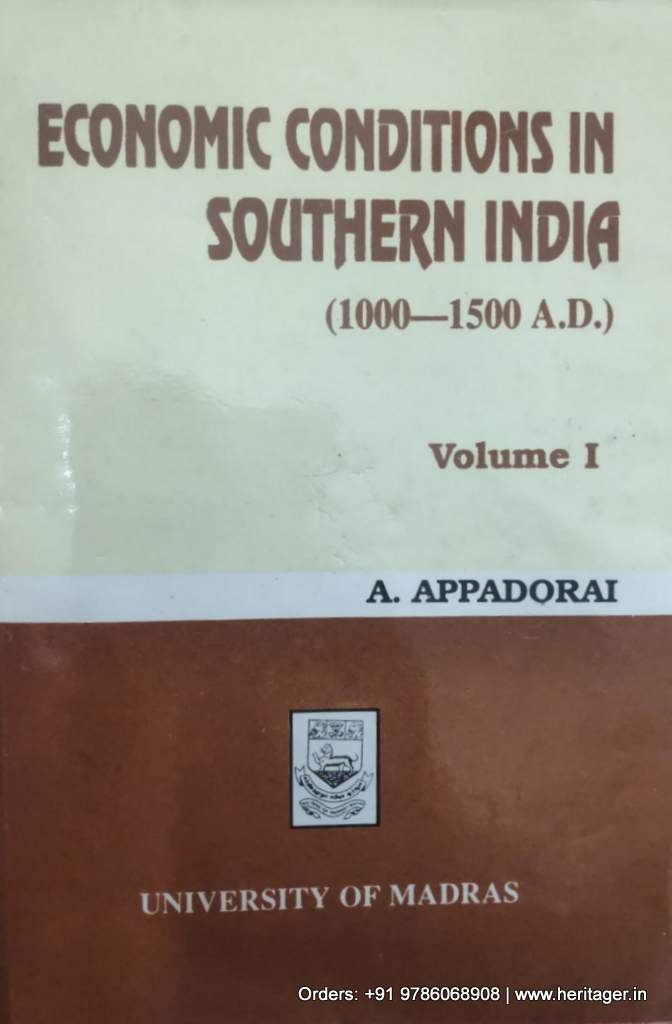 ECONOMIC CONDITIONS IN
SOUTHERN INDIA
(1000—1500 A.D.)
Volume I
A. APPADORAI
UNIVERSITY OF MADRAS
Orders: +91 9786068908 | www.heritager.in